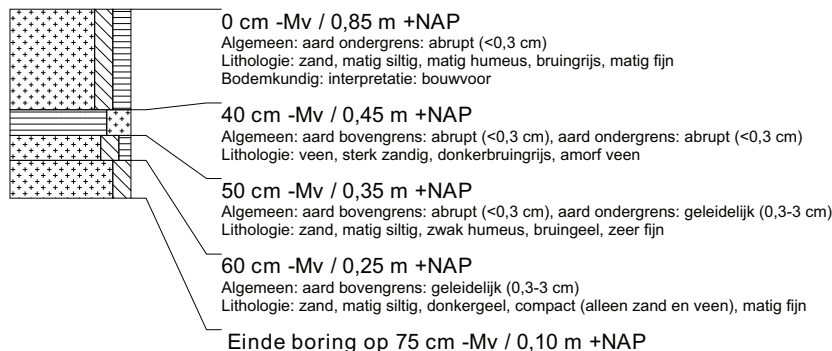 0 cm -Mv / 0,85 m +NAP
Algemeen: aard ondergrens: abrupt (<0,3 cm)
Lithologie: zand, matig siltig, matig humeus, bruingrijs, matig fijn
Bodemkundig: interpretatie: bouwvoor
40 cm -Mv / 0,45 m +NAP
Algemeen: aard bovengrens: abrupt (<0,3 cm), aard ondergrens: abrupt (<0,3 cm)
Lithologie: veen, sterk zandig, donkerbruingrijs, amorf veen
50 cm -Mv / 0,35 m +NAP
Algemeen: aard bovengrens: abrupt (<0,3 cm), aard ondergrens: geleidelijk (0,3-3 cm)
Lithologie: zand, matig siltig, zwak humeus, bruingeel, zeer fijn
60 cm -Mv / 0,25 m +NAP
Algemeen: aard bovengrens: geleidelijk (0,3-3 cm)
Lithologie: zand, matig siltig, donkergeel, compact (alleen zand en veen), matig fijn
Einde boring op 75 cm -Mv / 0,10 m +NAP